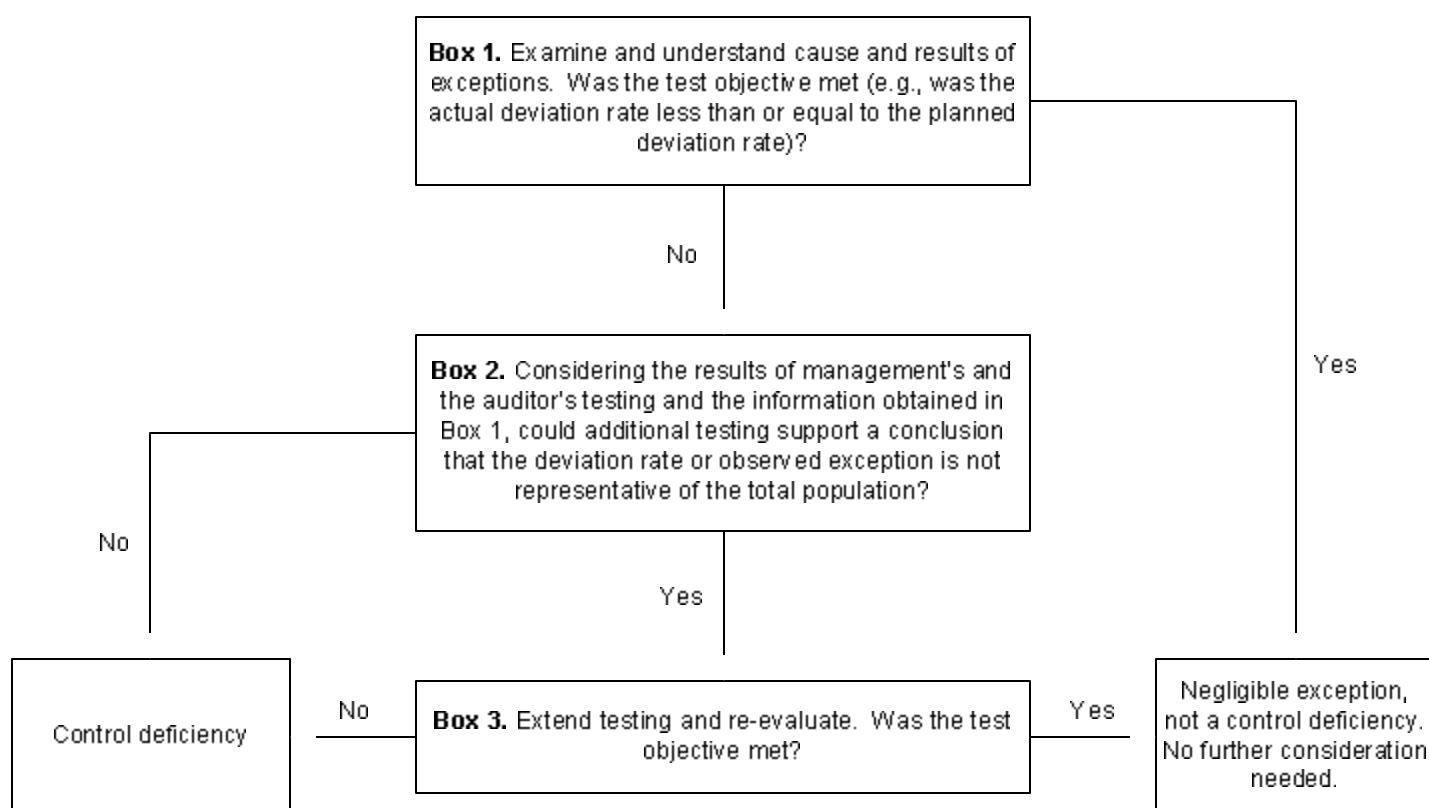 Box 1. Examine and understand cause and results of
exceptions. Was the test objective met (e.g., was the
actual deviation rate less than or equal to the planned
deviation rate)?
No
Yes
Box 2. Considering the results of management's and
the auditor's testing and the information obtained in
Box 1, could additional testing support a conclusion
that the deviation rate or observed exception is not
representative of the total population?
No
Yes
Control deficiency
No
Box 3. Extend testing and re-evaluate. Was the test
objective met?
Yes
Negligible exception,
not a control deficiency.
No further consideration
needed.